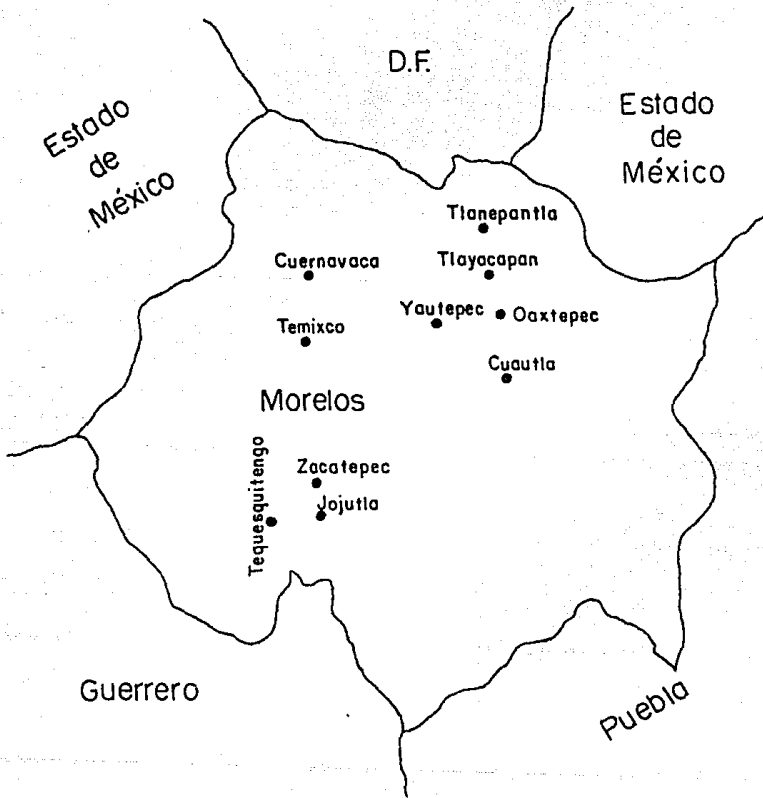 D.F.
Estado
de
México
Estado
de
México
Tlanepantla
Cuernavaca
Tlayacapan
Yautepec
Oaxtepec
Temixco
Cuautla
Morelos
Tequesquitengo
Zacatepec
Jojutla
Guerrero
Puebla